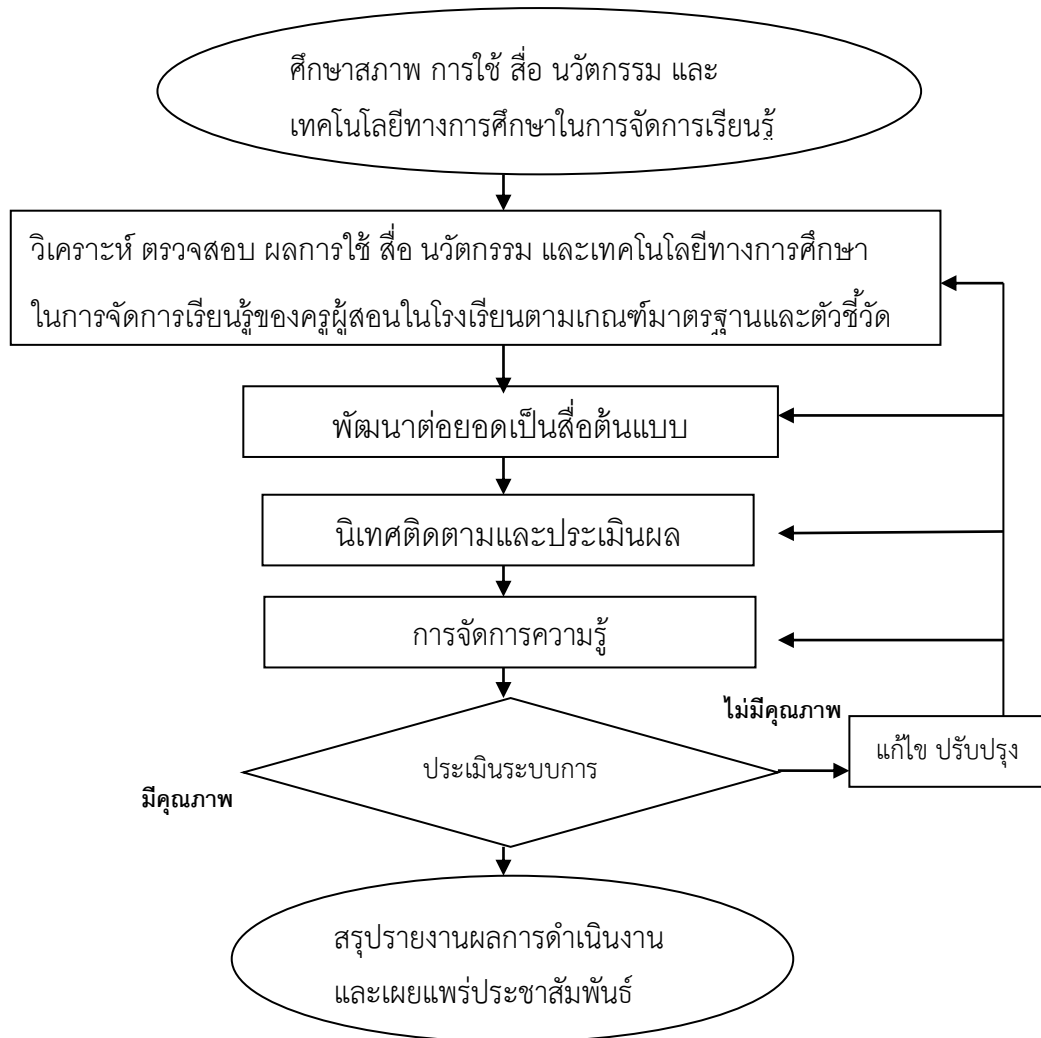 ศึกษาสภาพ การใช้ สื่อ นวัตกรรม และ
เทคโนโลยีทางการศึกษาในการจัดการเรียนรู้
วิเคราะห์ ตรวจสอบ ผลการใช้ สื่อ นวัตกรรม และเทคโนโลยีทางการศึกษา
ในการจัดการเรียนรู้ของครูผู้สอนในโรงเรียนตามเกณฑ์มาตรฐานและตัวชี้วัด
พัฒนาต่อยอดเป็นสื่อต้นแบบ
นิเทศติดตามและประเมินผล
การจัดการความรู้
ไม่มีคุณภาพ
แก้ไข ปรับปรุง
ประเมินระบบการ
มีคุณภาพ
สรุปรายงานผลการดำเนินงาน
และเผยแพร่ประชาสัมพันธ์